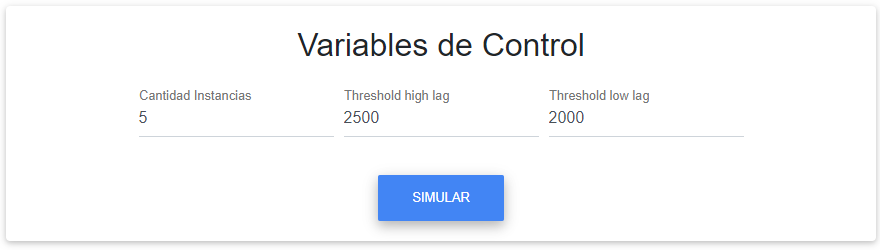 Variables de Control
Cantidad Instancias Threshold high lag Threshold low lag
5 2500 2000
SIMULAR